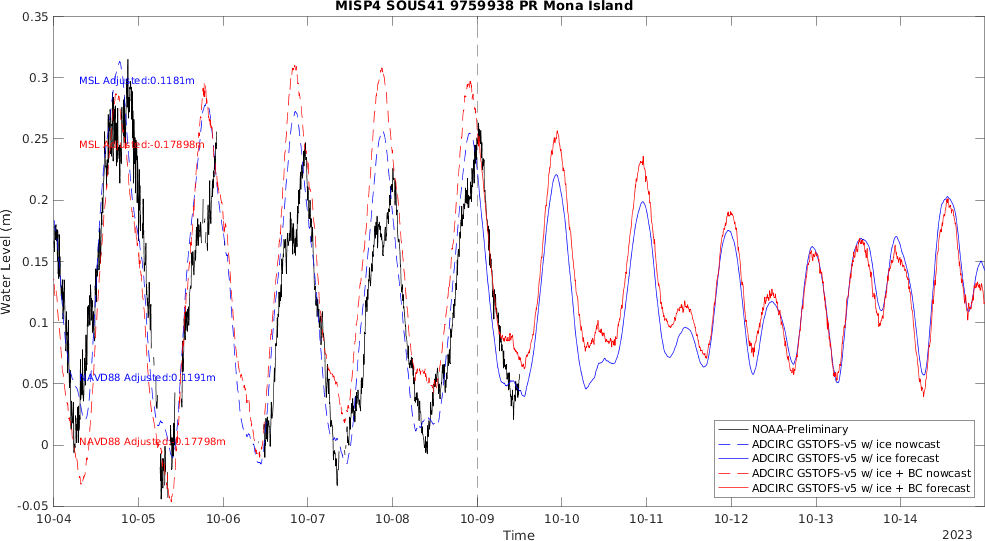 MISP4 SOUS41 9759938 PR Mona Island
0.35
0.3
0.25
0.2
0.15
0.1
0.05
0
-0.05
Water Level (m)
MSL Adjusted:0.1181m
MSL Adjusted:-0.17898m
NAVD88 Adjusted:0.1191m
NAVD88 Adjusted:-0.17798m
NOAA-Preliminary
ADCIRC GSTOFS-v5 w/ ice nowcast
ADCIRC GSTOFS-v5 w/ ice forecast
ADCIRC GSTOFS-v5 w/ ice + BC nowcast
ADCIRC GSTOFS-v5 w/ ice + BC forecast
10-04 10-05 10-06 10-07 10-08 10-09 10-10 10-11 10-12 10-13 10-14
Time
2023